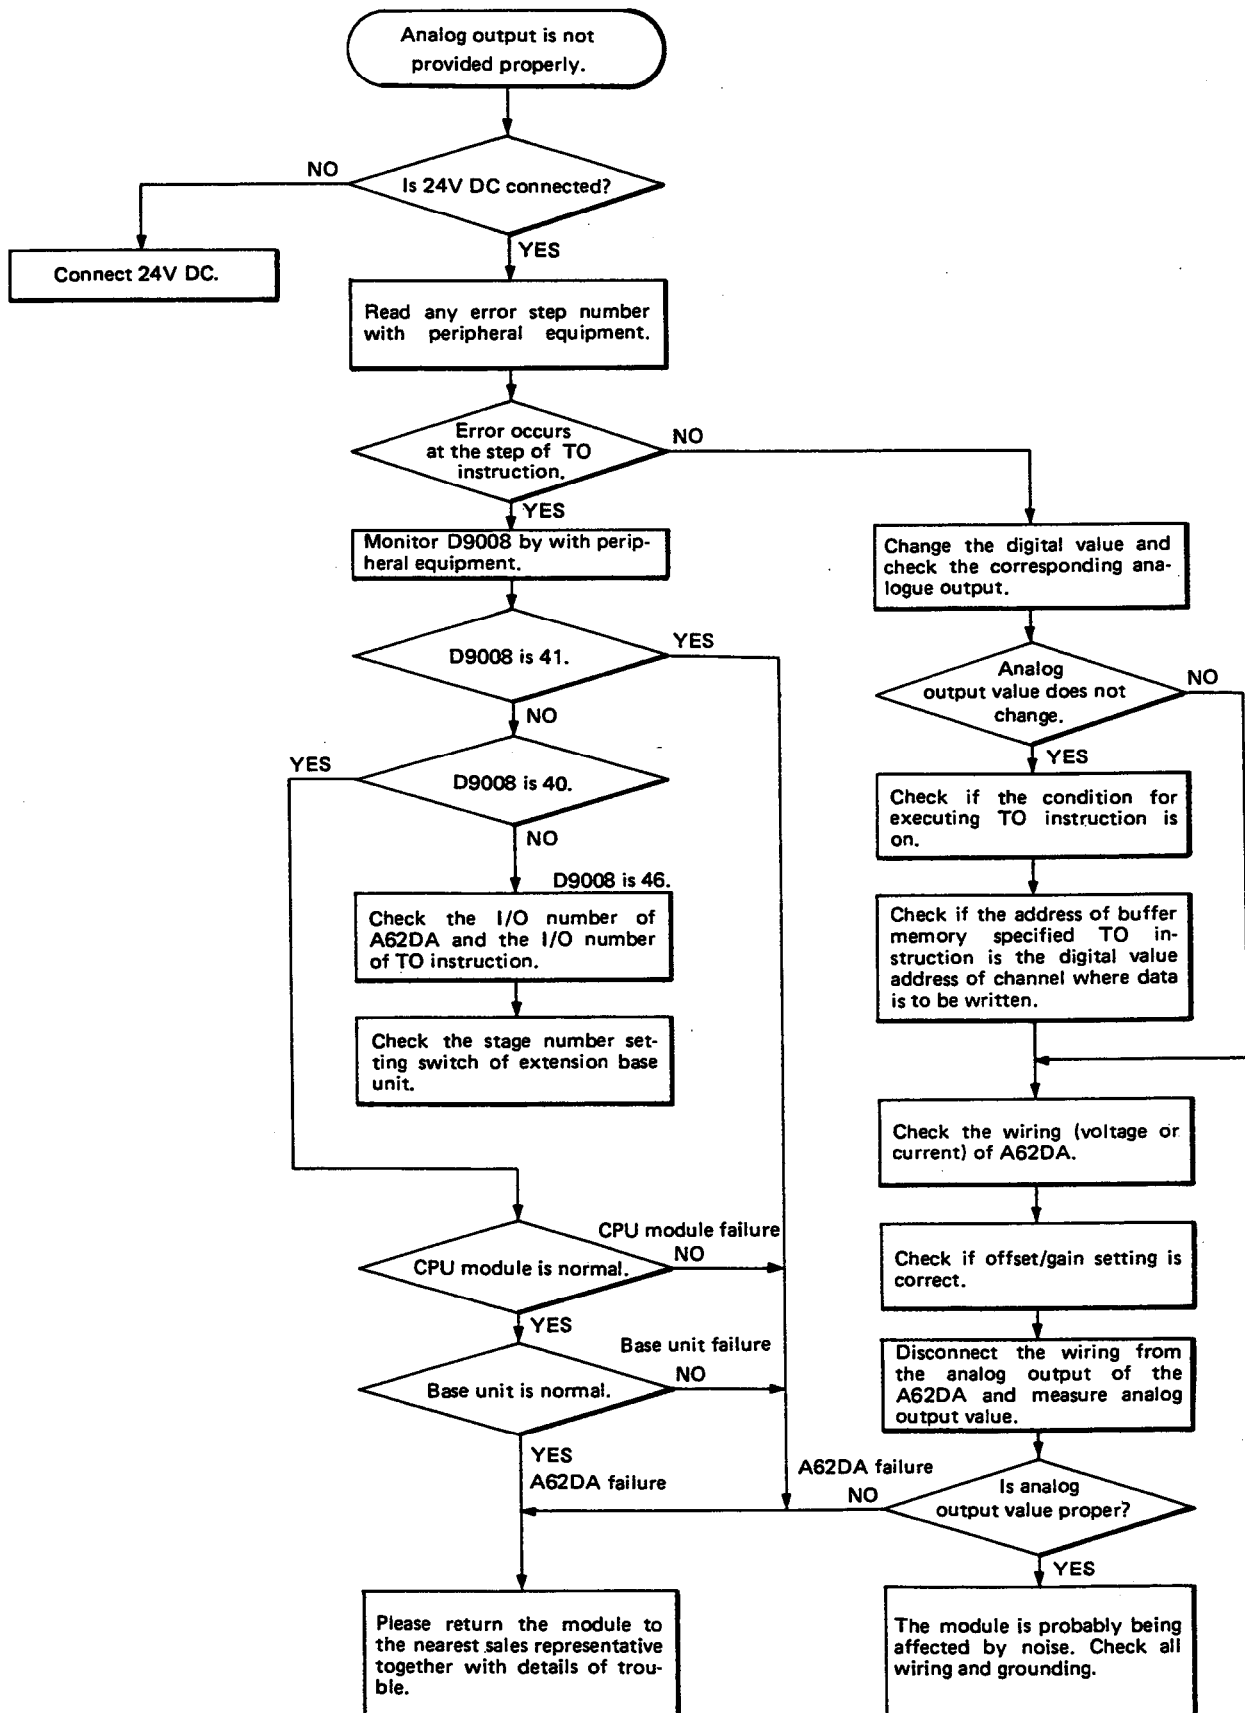 Analog output is not
provided properly.
Is 24V DC connected?
NO
YES
Connect 24V DC.
Read any error step number
with peripheral equipment.
Error occurs
at the step of TO
instruction.
NO
YES
Monitor D9008 by with perip-
heral equipment.
D9008 is 41.
YES
NO
D9008 is 40.
YES
NO
D9008 is 46.
Check the I/O number of
A62DA and the I/O number
of TO instruction.
Check the stage number set-
ting switch of extension base
unit.
CPU module is normal.
CPU module failure
NO
YES
Base unit is normal.
Base unit failure
NO
YES
A62DA failure
Please return the module to
the nearest sales representative
together with details of trou-
ble.
Change the digital value and
check the corresponding ana-
logue output.
Analog
output value does not
change.
NO
YES
Check if the condition for
executing TO instruction is
on.
Check if the address of buffer
memory specified TO in-
struction is the digital value
address of channel where data
is to be written.
Check the wiring (voltage or
current) of A62DA.
Check if offset/gain setting is
correct.
Disconnect the wiring from
the analog output of the
A62DA and measure analog
output value.
Is analog
output value proper?
A62DA failure
NO
YES
The module is probably being
affected by noise. Check all
wiring and grounding.